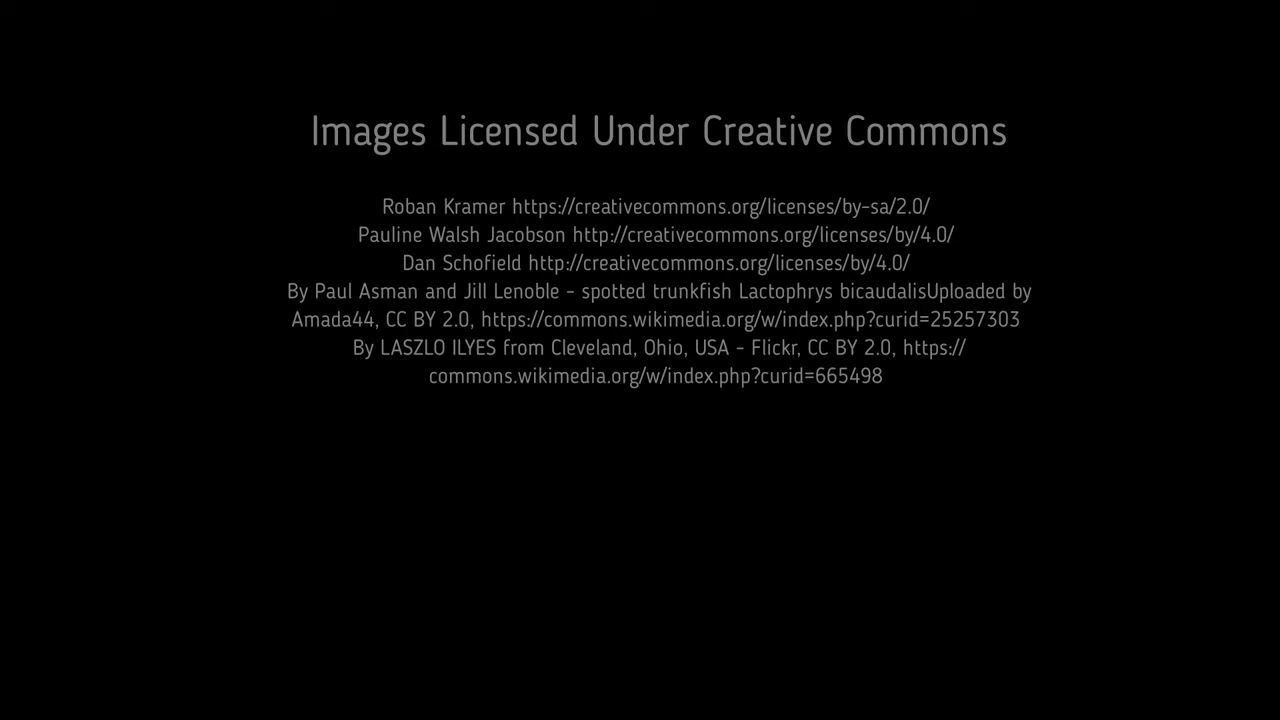 Images Licensed Under Creative Commons
Roban Kramer https://creativecommons.org/licenses/by-sa/2.0/
Pauline Walsh Jacobson http://creativecommons.org/licenses/by/4.0/
Dan Schofield http://creativecommons.org/licenses/by/4.0/
By Paul Asman and Jill Lenoble - spotted trunkfish Lactophrys bicaudalisUploaded by
Amada44, CC BY 2.0, https://commons.wikimedia.org/w/index.php?curid=25257303
By LASZLO ILYES from Cleveland, Ohio, USA - Flickr, CC BY 2.0, https://
commons.wikimedia.org/w/index.php?curid=665498